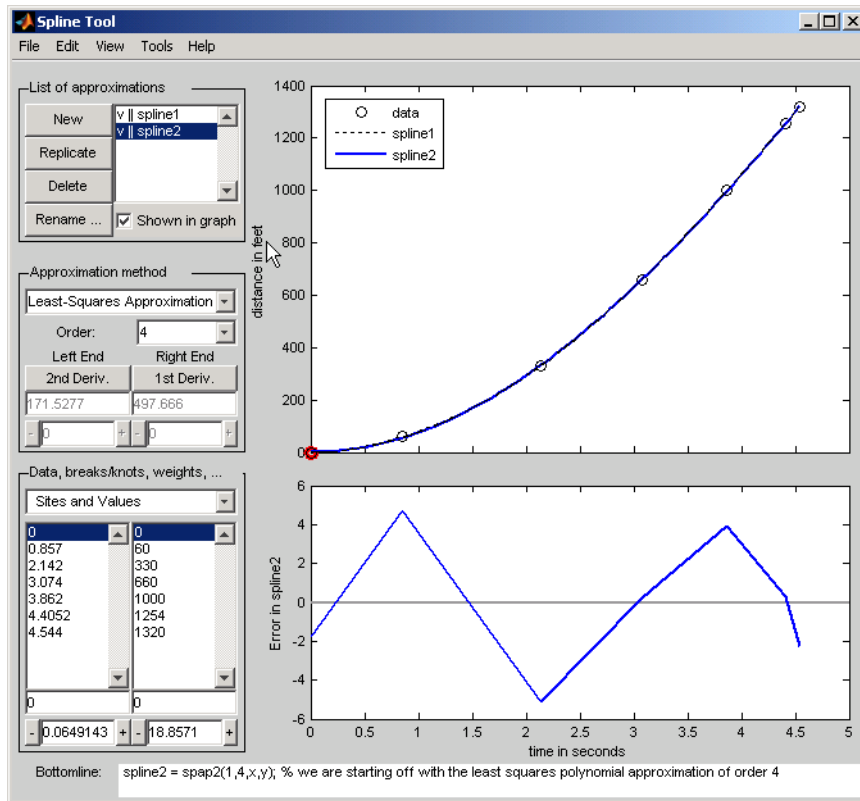 Spline Tool
File Edit View Tools Help
List of approximations
New
Replicate
Delete
Rename ...
v || spline1
v || spline2
Shown in graph
Approximation method
Least-Squares Approximation
Order:
4
Left End Right End
2nd Deriv. 1st Deriv.
171.5277 497.666
- 0 + - 0 +
Data, breaks/knots, weights, ...
Sites and Values
0 0
0.857 60
2.142 330
3.074 660
3.862 1000
4.4052 1254
4.544 1320
0 0
- 0.0649143 + - 18.8571 +
1400
1200
1000
800
600
400
200
0
distance in feet
data
spline1
spline2
6
4
2
0
-2
-4
-6
Error in spline2
0 0.5 1 1.5 2 2.5 3 3.5 4 4.5 5
time in seconds
Bottomline: spline2 = spap2(1,4,x,y); % we are starting off with the least squares polynomial approximation of order 4